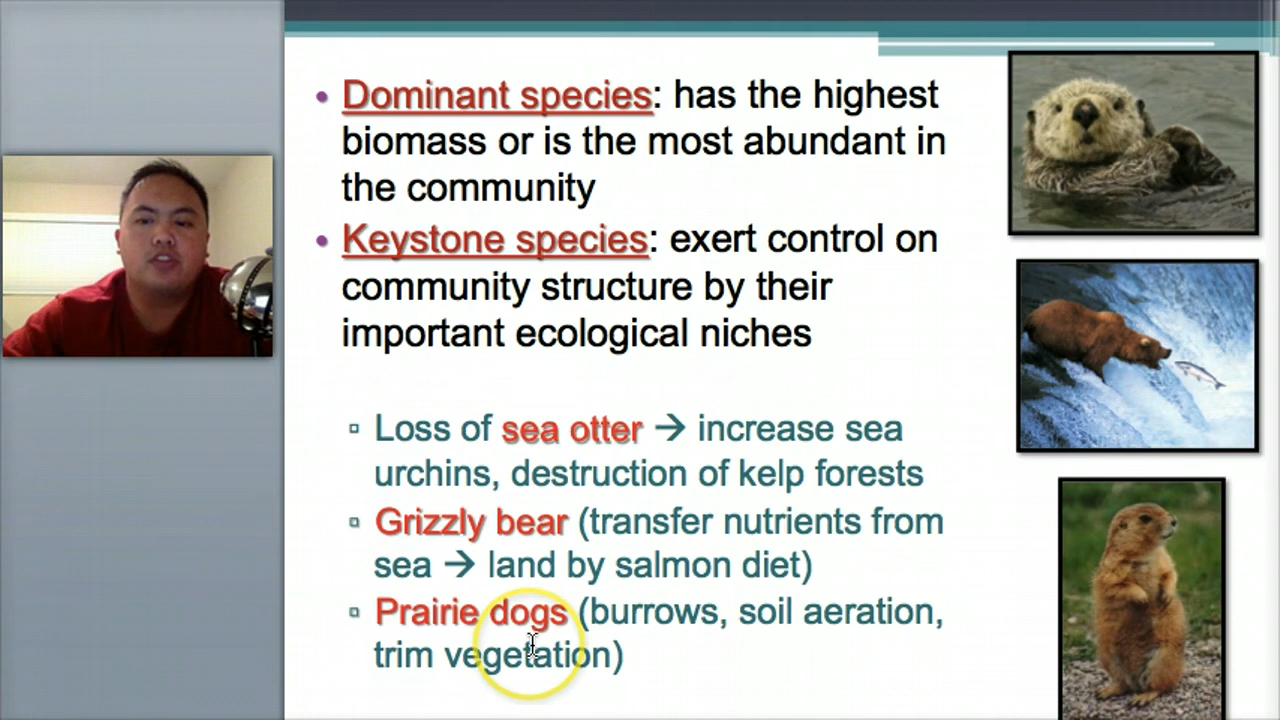 • Dominant species: has the highest
biomass or is the most abundant in
the community
• Keystone species: exert control on
community structure by their
important ecological niches
▫ Loss of sea otter → increase sea
urchins, destruction of kelp forests
▫ Grizzly bear (transfer nutrients from
sea → land by salmon diet)
▫ Prairie dogs (burrows, soil aeration,
trim vegetation)